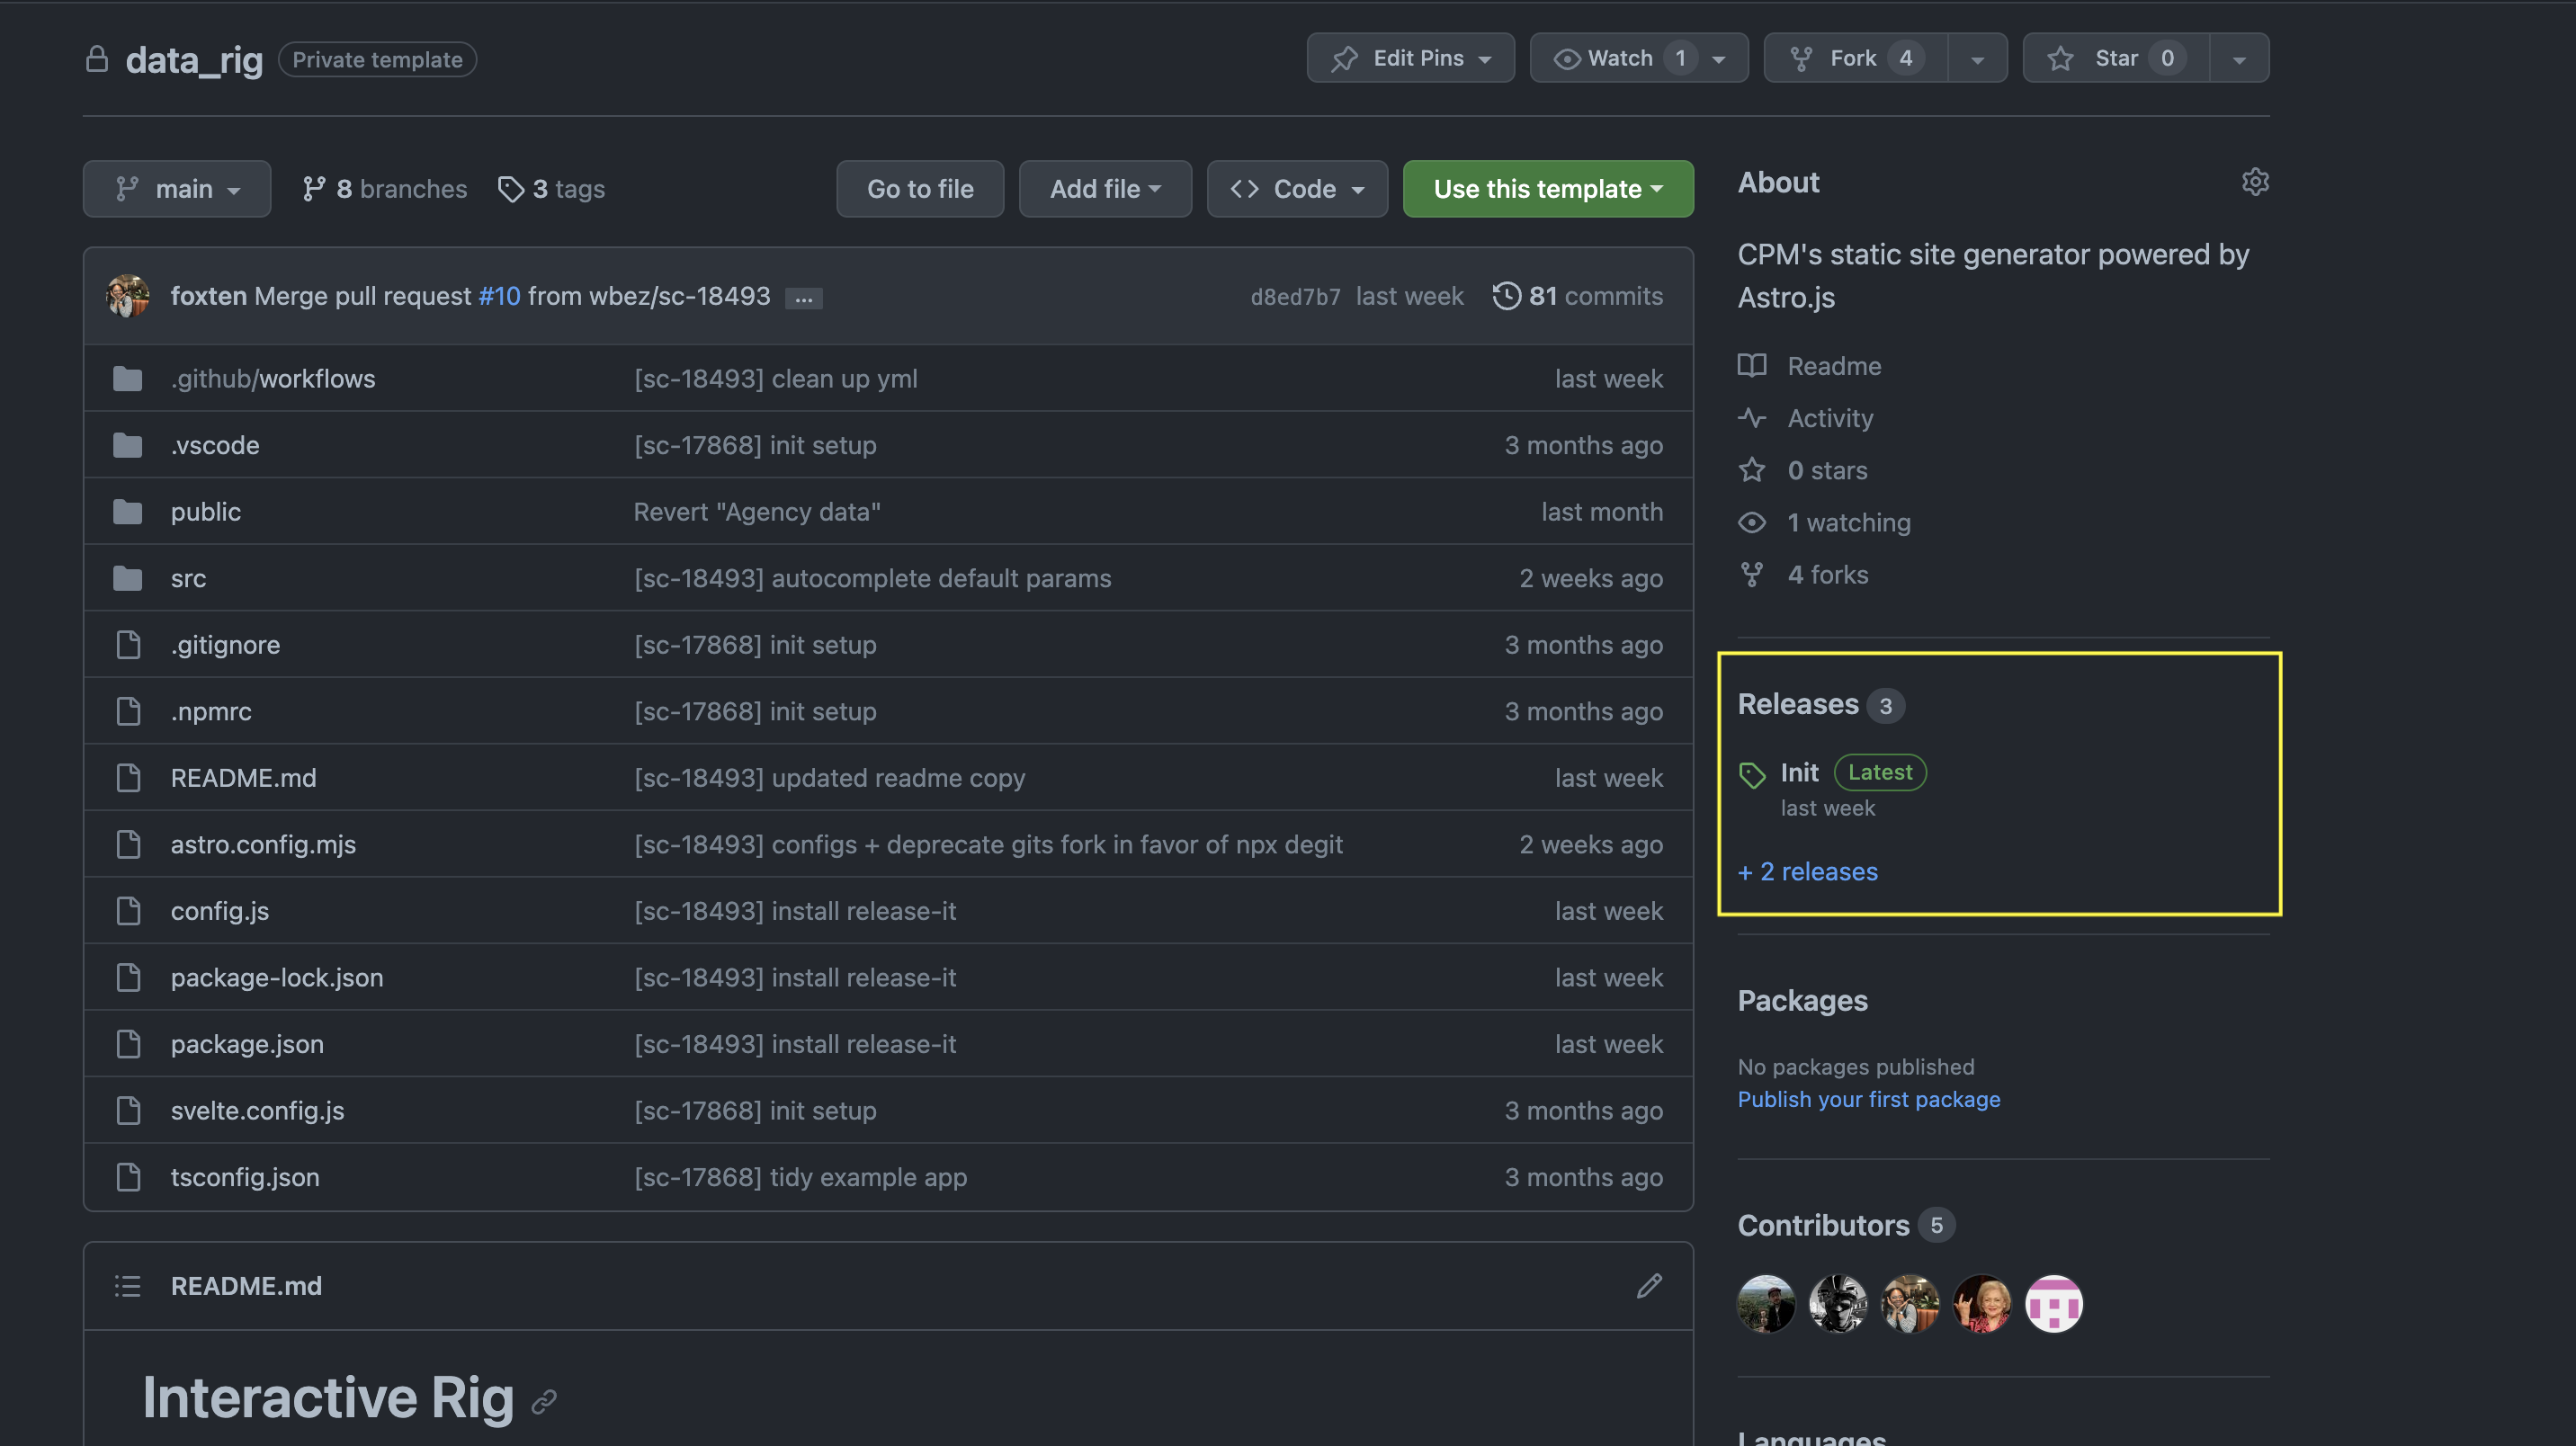 data_rig Private template Edit Pins Watch 1 Fork 4 Star 0
main 8 branches 3 tags Go to file Add file <> Code Use this template
foxten Merge pull request #10 from wbez/sc-18493 ... d8ed7b7 last week 81 commits
.github/workflows [sc-18493] clean up yml last week
.vscode [sc-17868] init setup 3 months ago
public Revert "Agency data" last month
src [sc-18493] autocomplete default params 2 weeks ago
.gitignore [sc-17868] init setup 3 months ago
.npmrc [sc-17868] init setup 3 months ago
README.md [sc-18493] updated readme copy last week
astro.config.mjs [sc-18493] configs + deprecate gits fork in favor of npx degit 2 weeks ago
config.js [sc-18493] install release-it last week
package-lock.json [sc-18493] install release-it last week
package.json [sc-18493] install release-it last week
svelte.config.js [sc-17868] init setup 3 months ago
tsconfig.json [sc-17868] tidy example app 3 months ago
README.md
Interactive Rig
About
CPM's static site generator powered by
Astro.js
Readme
Activity
0 stars
1 watching
4 forks
Releases 3
Init Latest
last week
+ 2 releases
Packages
No packages published
Publish your first package
Contributors 5
Languages